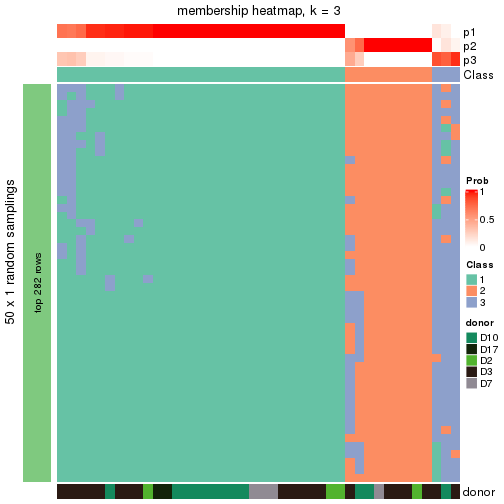 membership heatmap, k = 3
p1
p2
p3
Class
50 x 1 random samplings
top 282 rows
Prob
1
0.5
0
Class
1
2
3
donor
D10
D17
D2
D3
D7
donor